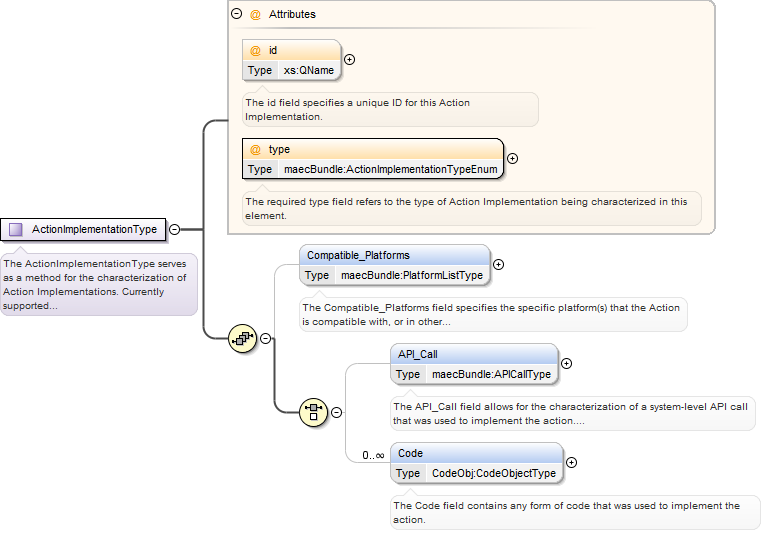 @ Attributes
@ id
Type xs:QName
The id field specifies a unique ID for this Action
Implementation.
@ type
Type maecBundle:ActionImplementationTypeEnum
The required type field refers to the type of Action Implementation being characterized in this
element.
ActionImplementationType
The ActionImplementationType serves
as a method for the characterization of
Action Implementations. Currently
supported...
Compatible_Platforms
Type maecBundle:PlatformListType
The Compatible_Platforms field specifies the specific platform(s) that the Action
is compatible with, or in other...
API_Call
Type maecBundle:APICallType
The API_Call field allows for the characterization of a system-level API call
that was used to implement the action....
0..∞
Code
Type CodeObj:CodeObjectType
The Code field contains any form of code that was used to implement the
action.